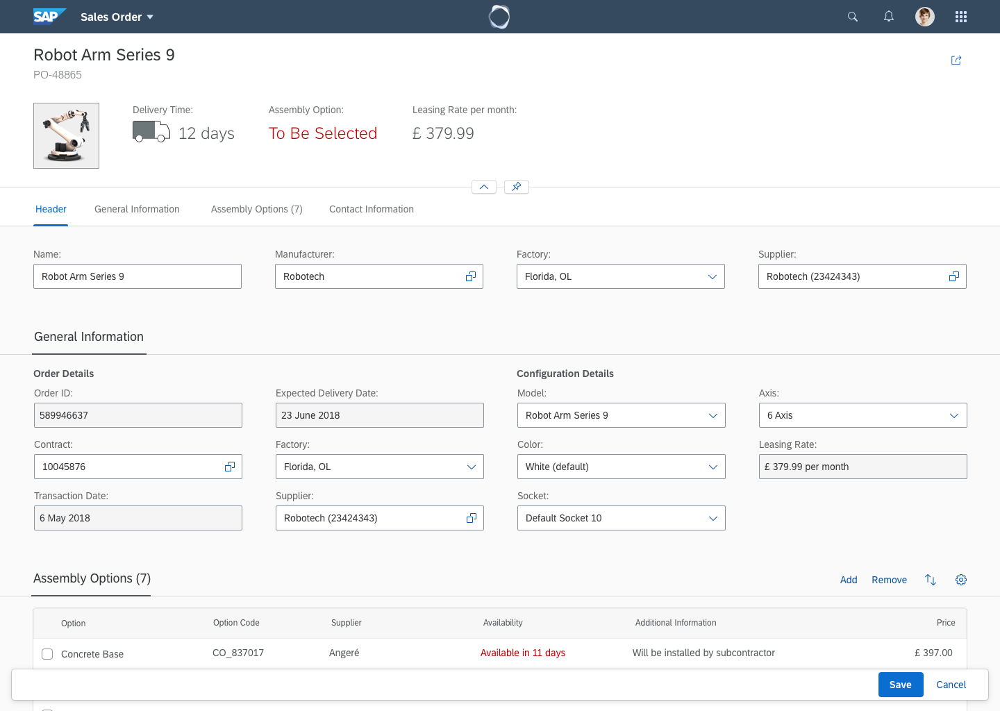 SAP Sales Order
Robot Arm Series 9
PO-48865
Delivery Time: Assembly Option: Leasing Rate per month:
12 days To Be Selected £ 379.99
Header General Information Assembly Options (7) Contact Information
Name: Manufacturer: Factory: Supplier:
Robot Arm Series 9 Robotech Florida, OL Robotech (23424343)
General Information
Order Details Configuration Details
Order ID: Expected Delivery Date: Model: Axis:
589946637 23 June 2018 Robot Arm Series 9 6 Axis
Contract: Factory: Color: Leasing Rate:
10045876 Florida, OL White (default) £ 379.99 per month
Transaction Date: Supplier: Socket:
6 May 2018 Robotech (23424343) Default Socket 10
Assembly Options (7) Add Remove
Option Option Code Supplier Availability Additional Information Price
Concrete Base CO_837017 Angeré Available in 11 days Will be installed by subcontractor £ 397.00
Save Cancel